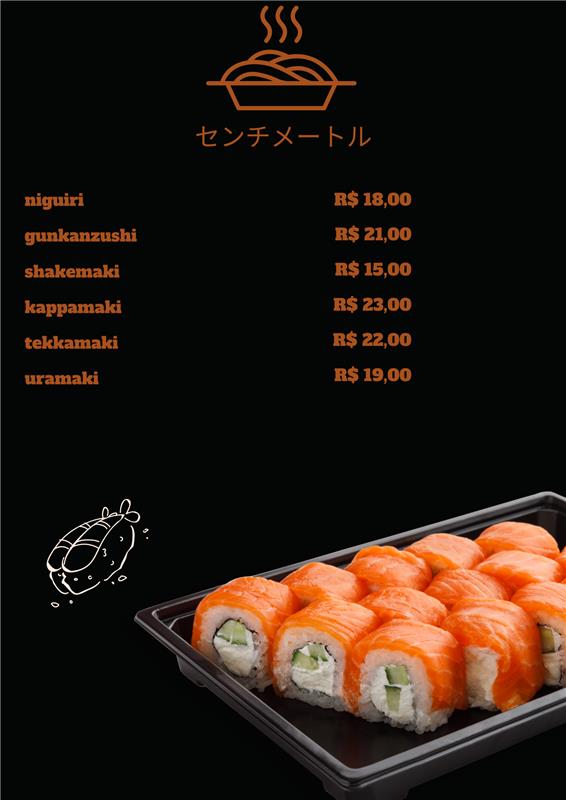 センチメートル
niguiri R$ 18,00
gunkanzushi R$ 21,00
shakemaki R$ 15,00
kappamaki R$ 23,00
tekkamaki R$ 22,00
uramaki R$ 19,00